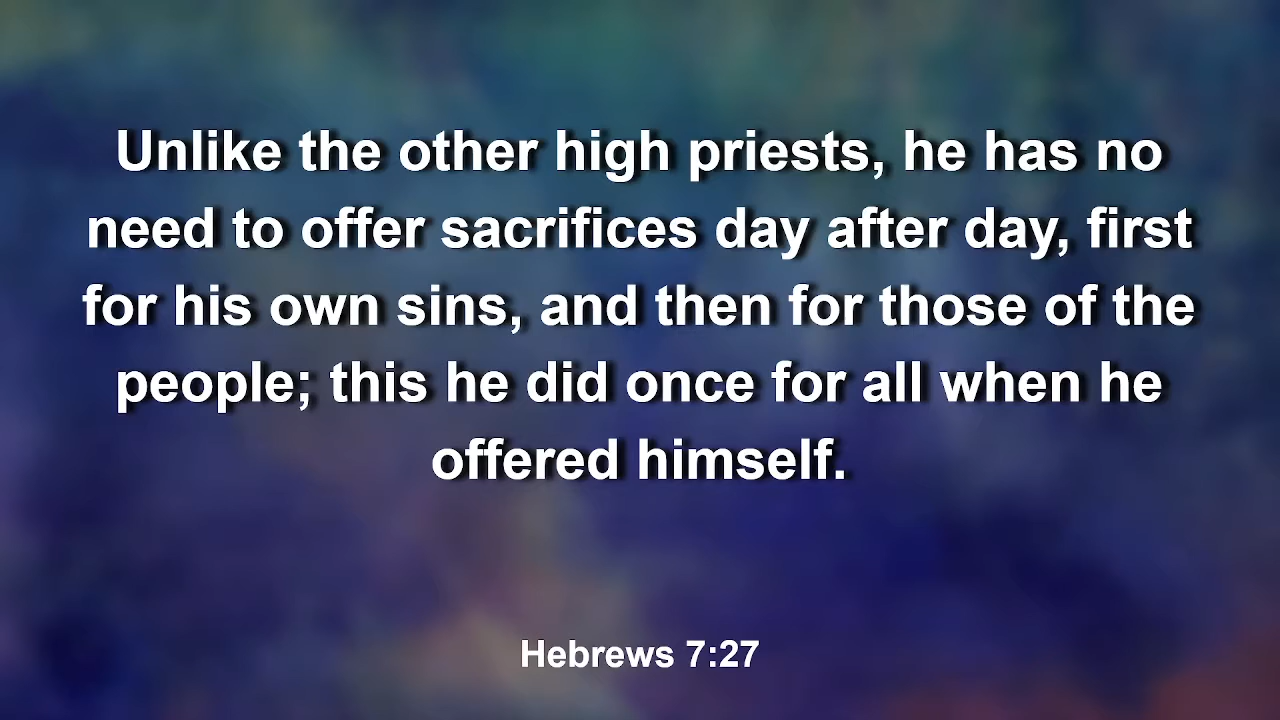 Unlike the other high priests, he has no
need to offer sacrifices day after day, first
for his own sins, and then for those of the
people; this he did once for all when he
offered himself.
Hebrews 7:27